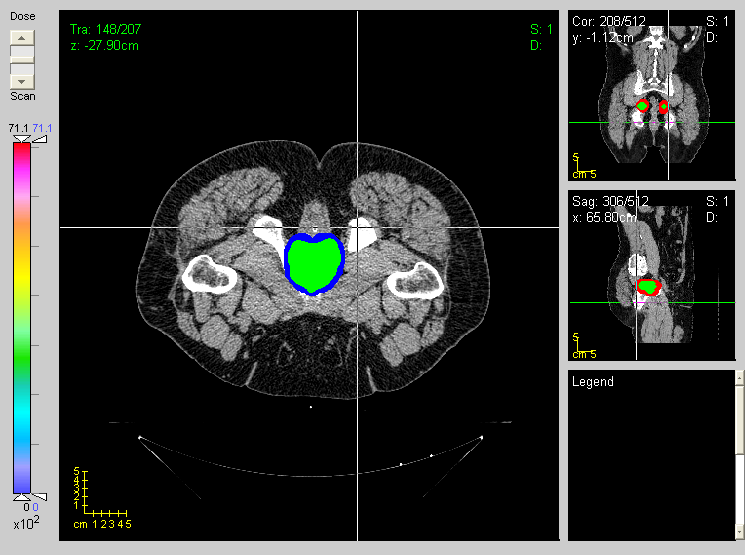 Dose
Scan
71.1 71.1
0 0
x10²
Tra: 148/207
z: -27.90cm
S: 1
D:
5
4
3
2
1
cm 1 2 3 4 5
Cor: 208/512
y: -1.12cm
S: 1
D:
5
cm 5
Sag: 306/512
x: 65.80cm
S: 1
D:
5
cm 5
Legend